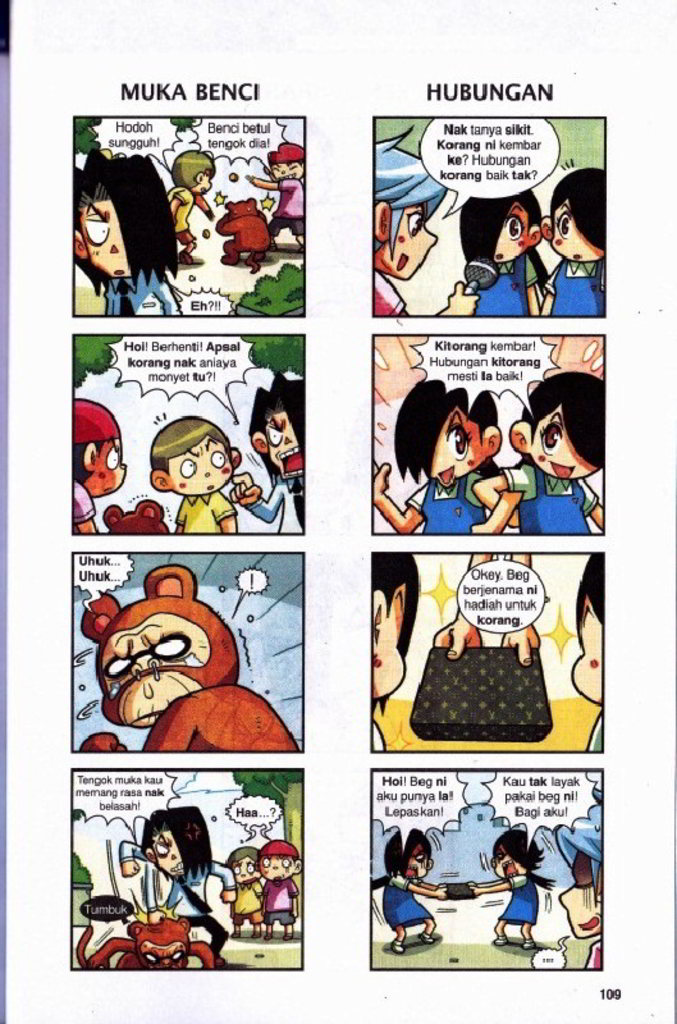 MUKA BENCI
Hodoh
sungguh!
Benci betul
tengok dia!
Eh?!!
Hoi! Berhenti! Apsal
korang nak aniaya
monyet tu?!
Uhuk...
Uhuk...
!
Tengok muka kau
memang rasa nak
belasah!
Haa...?
Tumbuk
HUBUNGAN
Nak tanya sikit.
Korang ni kembar
ke? Hubungan
korang baik tak?
Kitorang kembar!
Hubungan kitorang
mesti la baik!
Okey. Beg
berjenama ni
hadiah untuk
korang.
Hoi! Beg ni
aku punya la!
Lepaskan!
Kau tak layak
pakai beg ni!
Bagi aku!
....
109